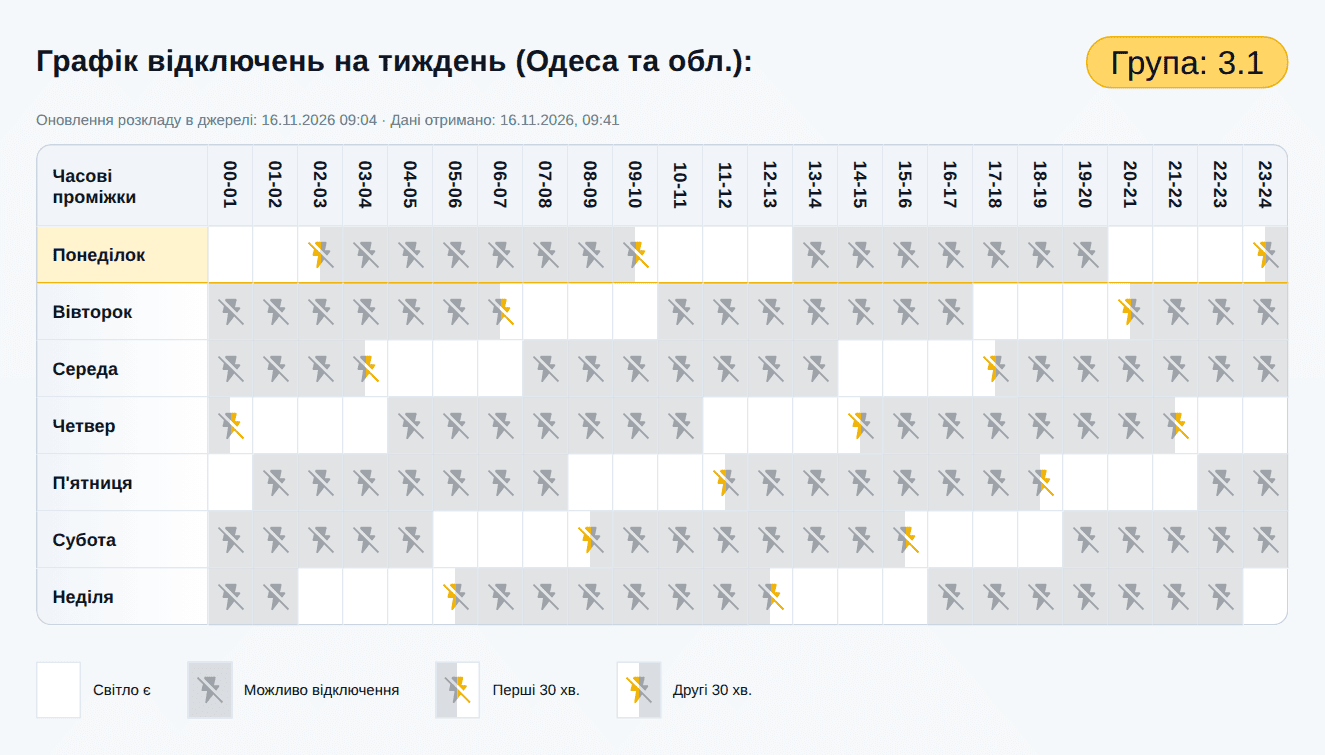 Графік відключень на тиждень (Одеса та обл.):
Група: 3.1
Оновлення розкладу в джерелі: 16.11.2026 09:04 · Дані отримано: 16.11.2026, 09:41
Часові
проміжки
00-01 01-02 02-03 03-04 04-05 05-06 06-07 07-08 08-09 09-10 10-11 11-12 12-13 13-14 14-15 15-16 16-17 17-18 18-19 19-20 20-21 21-22 22-23 23-24
Понеділок
Вівторок
Середа
Четвер
П'ятниця
Субота
Неділя
Світло є
Можливо відключення
Перші 30 хв.
Другі 30 хв.